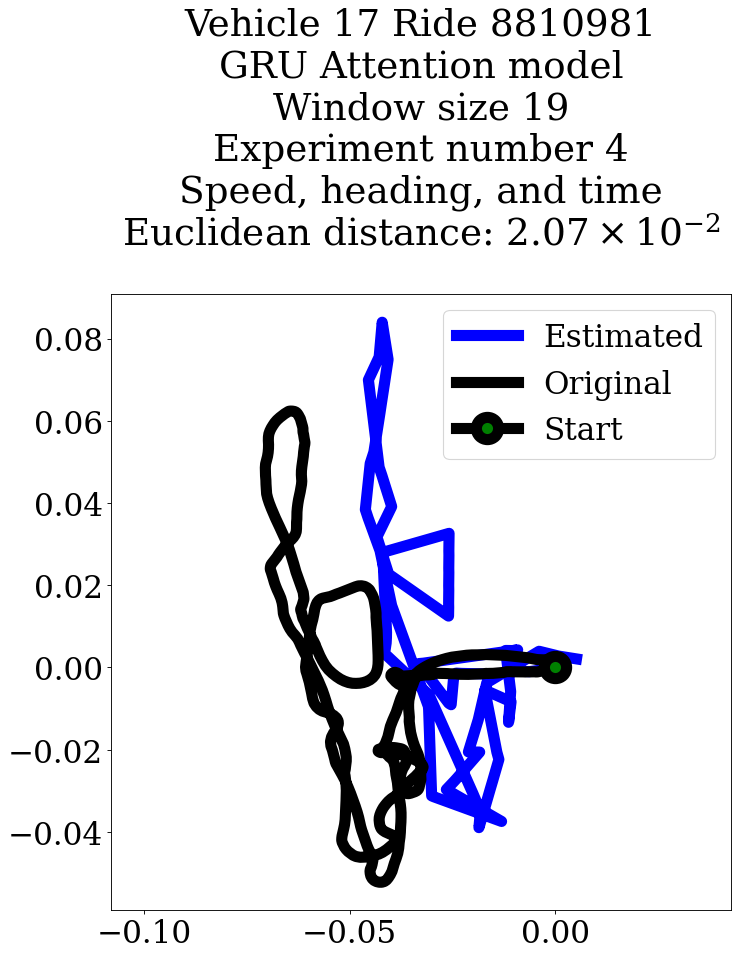 Vehicle 17 Ride 8810981
GRU Attention model
Window size 19
Experiment number 4
Speed, heading, and time
Euclidean distance: 2.07 × 10⁻²
Estimated
Original
Start
0.08
0.06
0.04
0.02
0.00
−0.02
−0.04
−0.10 −0.05 0.00